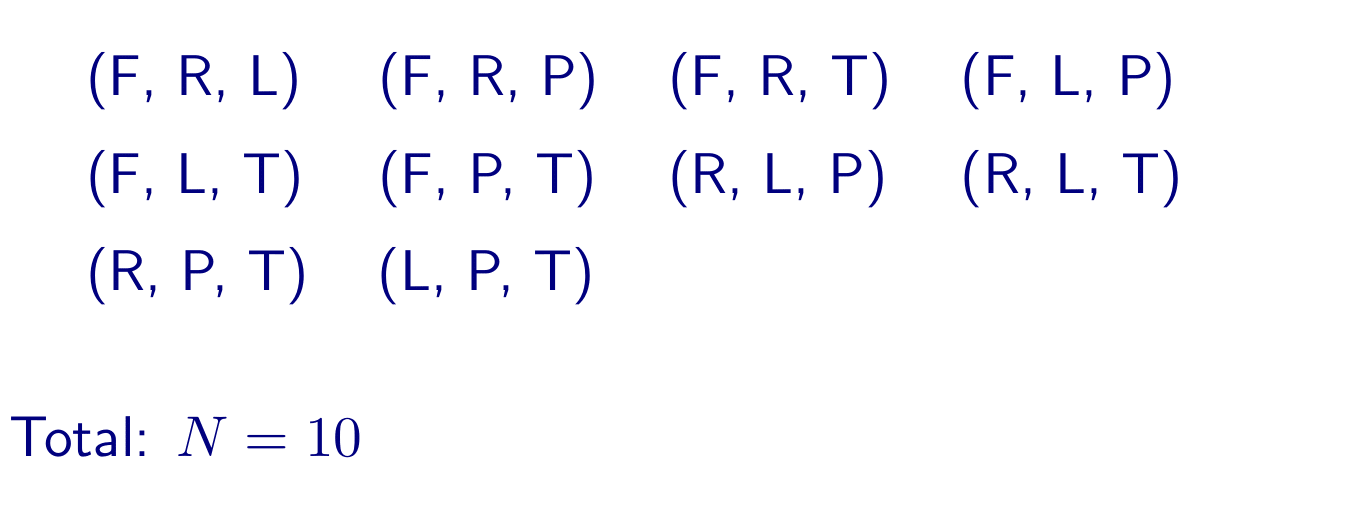 (F, R, L) (F, R, P) (F, R, T) (F, L, P)
(F, L, T) (F, P, T) (R, L, P) (R, L, T)
(R, P, T) (L, P, T)
Total: N = 10